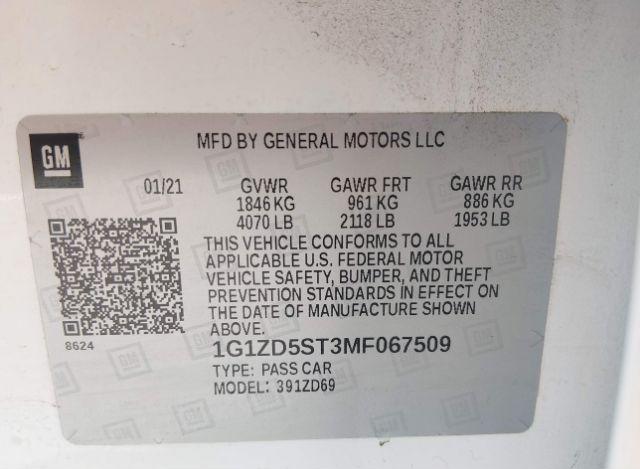 GM
MFD BY GENERAL MOTORS LLC
01/21 GVWR GAWR FRT GAWR RR
1846 KG 961 KG 886 KG
4070 LB 2118 LB 1953 LB
THIS VEHICLE CONFORMS TO ALL
APPLICABLE U.S. FEDERAL MOTOR
VEHICLE SAFETY, BUMPER, AND THEFT
PREVENTION STANDARDS IN EFFECT ON
THE DATE OF MANUFACTURE SHOWN
ABOVE.
8624
1G1ZD5ST3MF067509
TYPE: PASS CAR
MODEL: 391ZD69